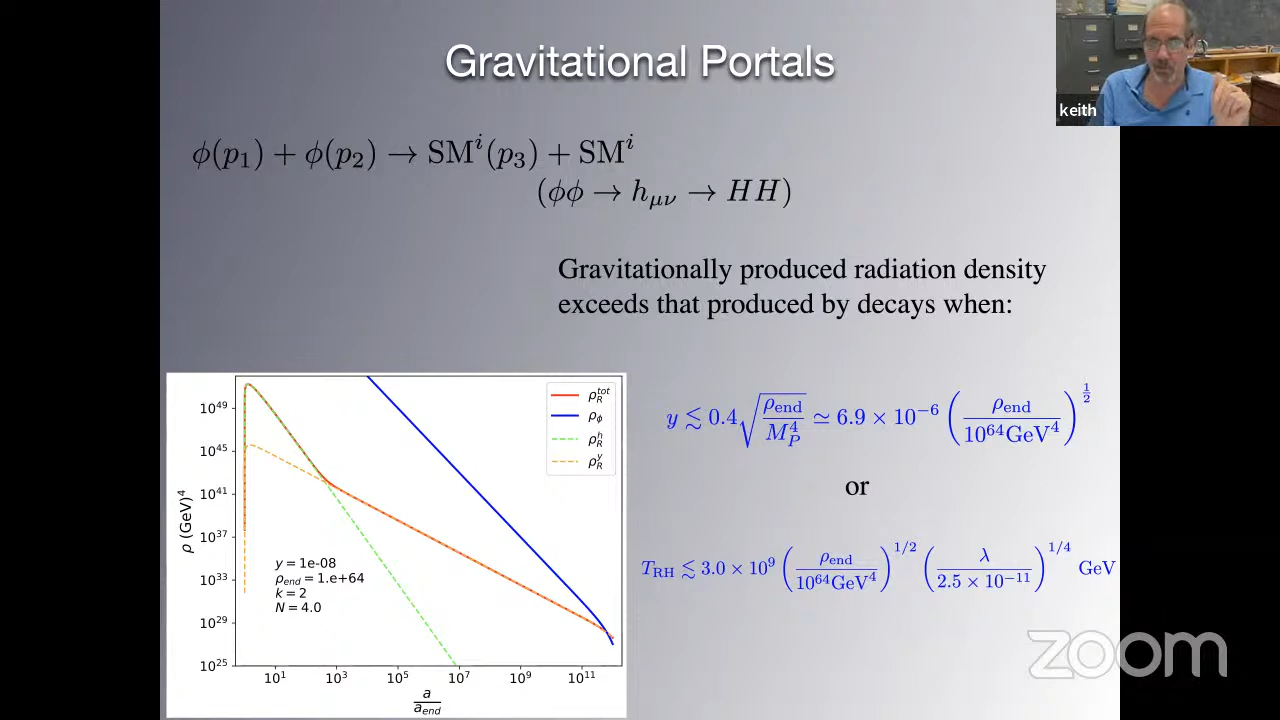 Gravitational Portals
keith
ϕ(p₁) + ϕ(p₂) → SMⁱ(p₃) + SMⁱ
(ϕϕ → h_μν → HH)
Gravitationally produced radiation density
exceeds that produced by decays when:
y ≲ 0.4 √(ρ_end / M_P⁴) ≃ 6.9 × 10⁻⁶ (ρ_end / 10⁶⁴GeV⁴)^(1/2)
or
T_RH ≲ 3.0 × 10⁹ (ρ_end / 10⁶⁴GeV⁴)^(1/2) (λ / 2.5 × 10⁻¹¹)^(1/4) GeV
ρ_R^tot
ρ_ϕ
ρ_R^h
ρ_R^y
ρ (GeV)⁴
10⁴⁹
10⁴⁵
10⁴¹
10³⁷
10³³
10²⁹
10²⁵
y = 1e-08
ρ_end = 1.e+64
k = 2
N = 4.0
10¹ 10³ 10⁵ 10⁷ 10⁹ 10¹¹
a / a_end
zoom